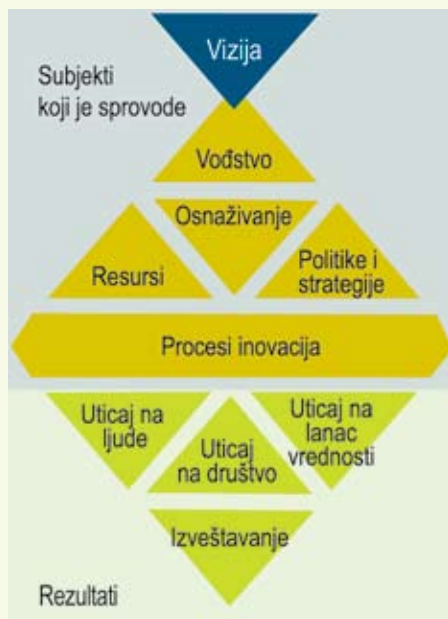 Vizija
Subjekti
koji je sprovode
Vođstvo
Osnaživanje
Resursi
Politike i
strategije
Procesi inovacija
Uticaj na
ljude
Uticaj
na društvo
Uticaj na
lanac
vrednosti
Izveštavanje
Rezultati